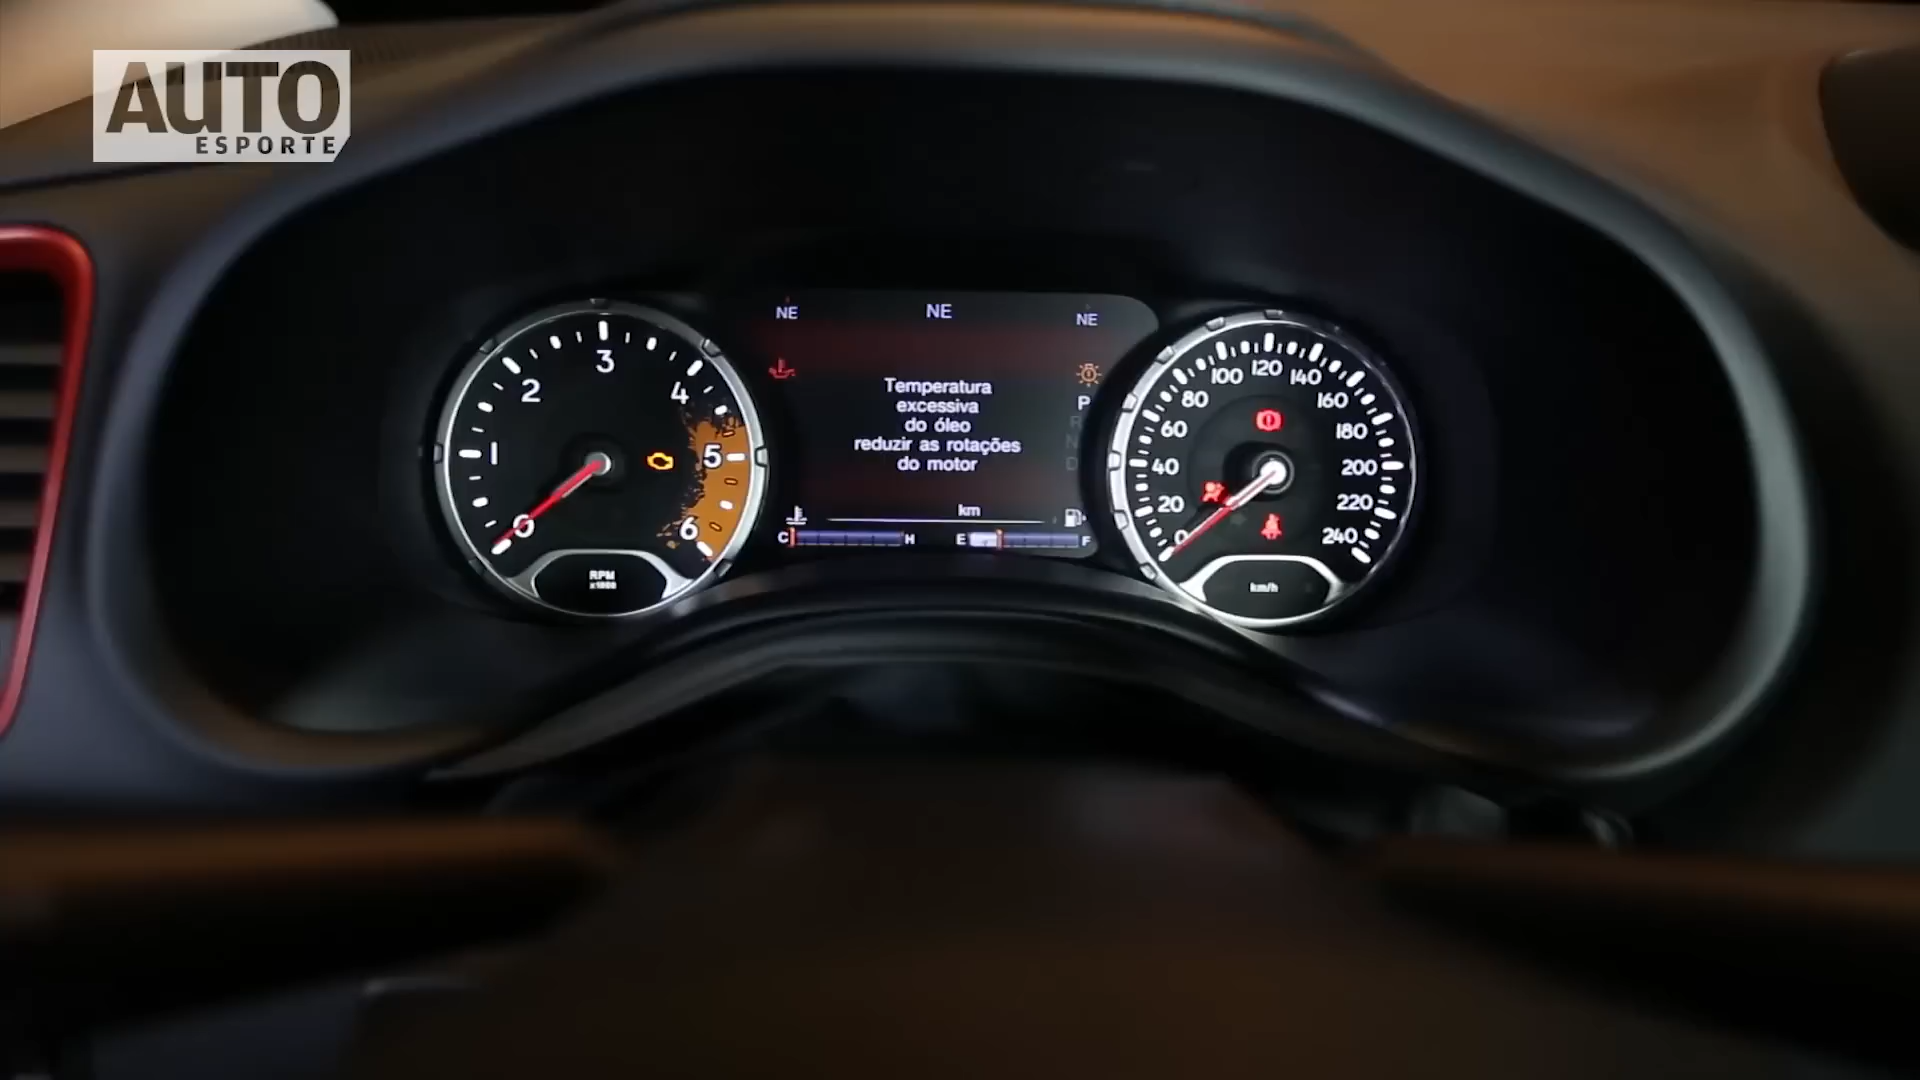 AUTO
ESPORTE
NE NE NE
Temperatura
excessiva
do óleo
reduzir as rotações
do motor
P
R
N
D
km
C H E F
0 1 2 3 4 5 6
RPM
x1000
0 20 40 60 80 100 120 140 160 180 200 220 240
km/h